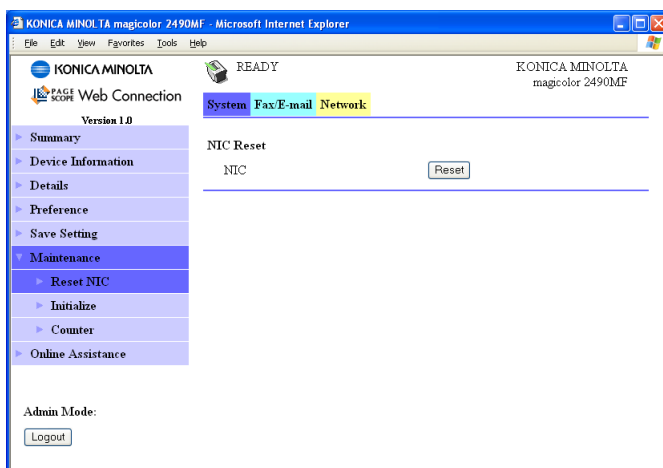 KONICA MINOLTA magicolor 2490MF - Microsoft Internet Explorer
File Edit View Favorites Tools Help
KONICA MINOLTA
PAGE SCOPE Web Connection
Version 1.0
READY
KONICA MINOLTA
magicolor 2490MF
System Fax/E-mail Network
Summary
Device Information
Details
Preference
Save Setting
Maintenance
Reset NIC
Initialize
Counter
Online Assistance
NIC Reset
NIC Reset
Admin Mode:
Logout